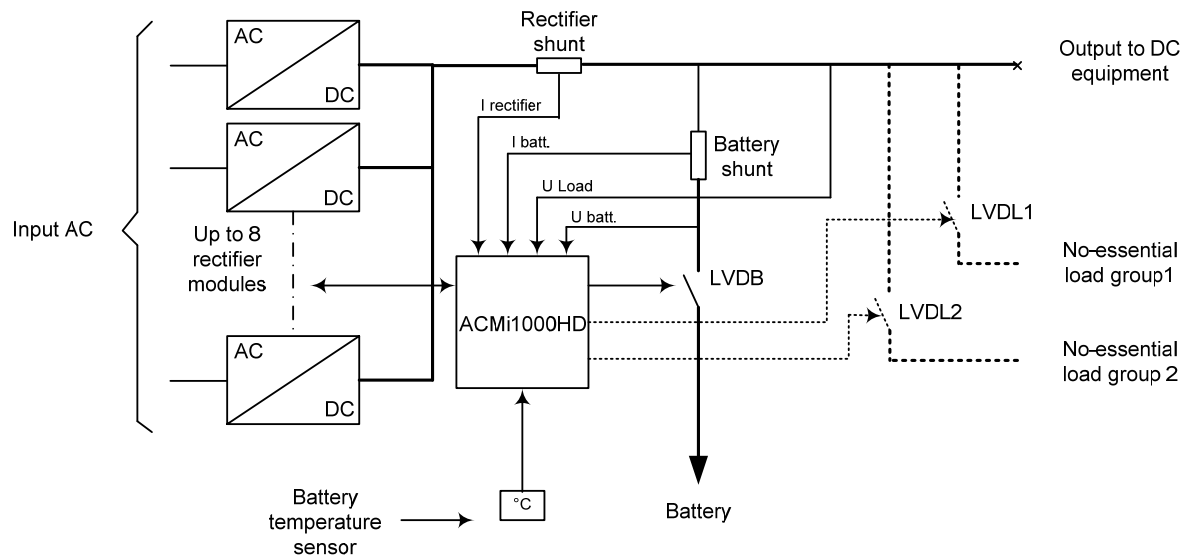 AC
DC
Rectifier
shunt
Output to DC
equipment
I rectifier
AC
DC
I batt.
Battery
shunt
U Load
U batt.
Input AC
Up to 8
rectifier
modules
LVDL1
No-essential
load group1
ACMi1000HD
LVDB
LVDL2
No-essential
load group 2
AC
DC
Battery
temperature
sensor
°C
Battery